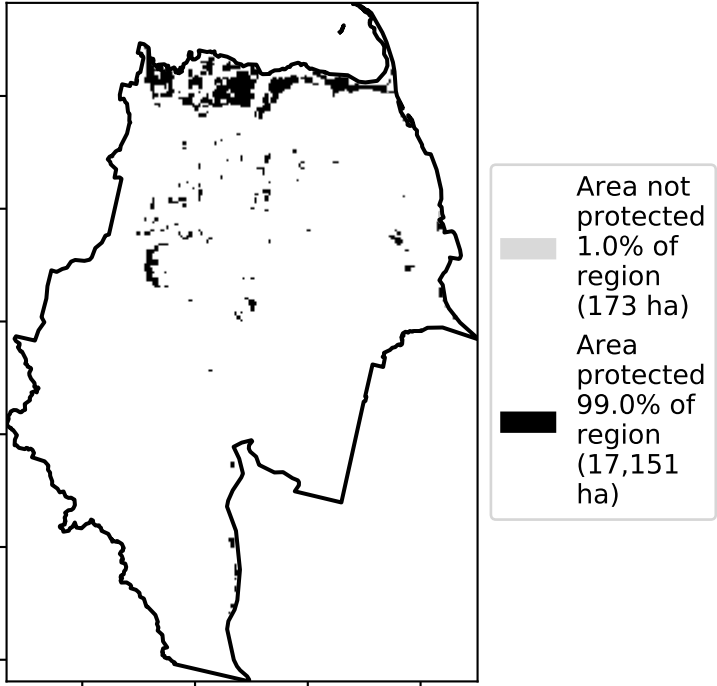 Area not
protected
1.0% of
region
(173 ha)
Area
protected
99.0% of
region
(17,151
ha)